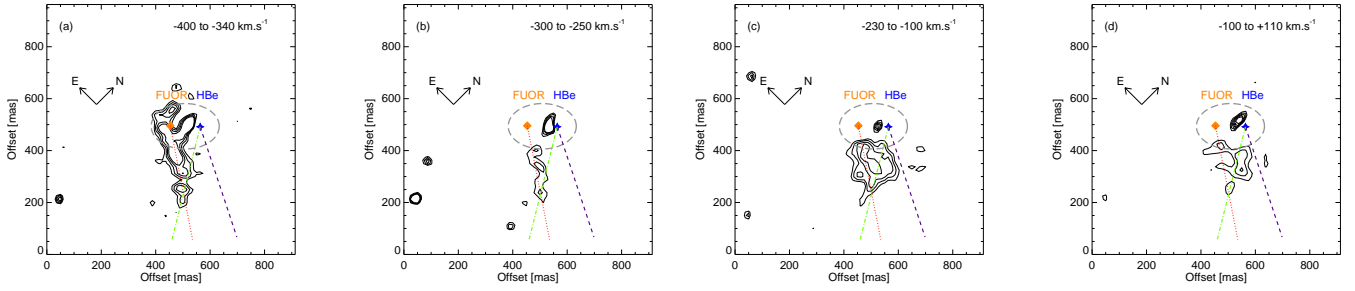 (a) -400 to -340 km.s⁻¹
E N
FUOR HBe
Offset [mas]
0 200 400 600 800
0 200 400 600 800
Offset [mas]
(b) -300 to -250 km.s⁻¹
E N
FUOR HBe
Offset [mas]
0 200 400 600 800
0 200 400 600 800
Offset [mas]
(c) -230 to -100 km.s⁻¹
E N
FUOR HBe
Offset [mas]
0 200 400 600 800
0 200 400 600 800
Offset [mas]
(d) -100 to +110 km.s⁻¹
E N
FUOR HBe
Offset [mas]
0 200 400 600 800
0 200 400 600 800
Offset [mas]